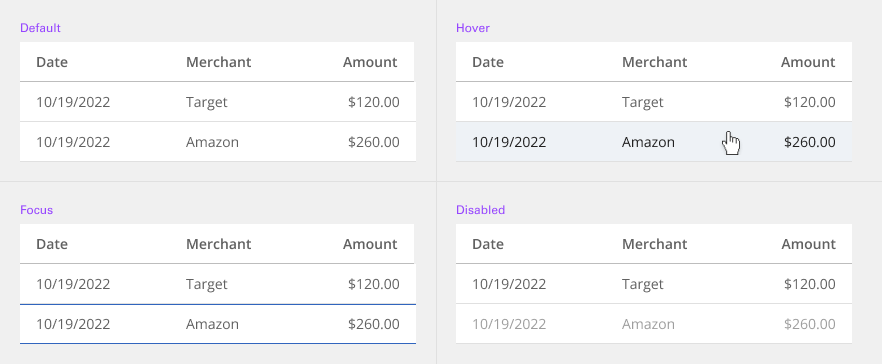 Default
Date Merchant Amount
10/19/2022 Target $120.00
10/19/2022 Amazon $260.00
Hover
Date Merchant Amount
10/19/2022 Target $120.00
10/19/2022 Amazon $260.00
Focus
Date Merchant Amount
10/19/2022 Target $120.00
10/19/2022 Amazon $260.00
Disabled
Date Merchant Amount
10/19/2022 Target $120.00
10/19/2022 Amazon $260.00